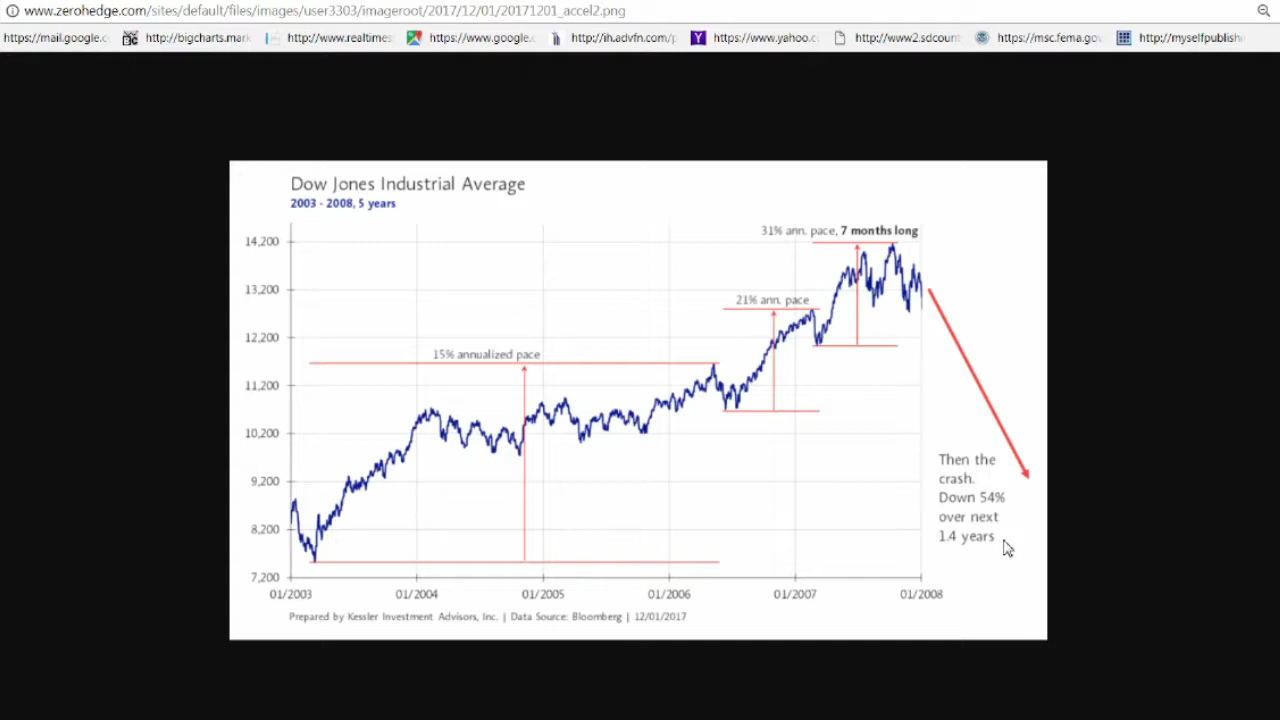 www.zerohedge.com/sites/default/files/images/user3303/imageroot/2017/12/01/20171201_accel2.png
https://mail.google.c http://bigcharts.mark http://www.realtimes https://www.google. http://ih.advfn.com/p https://www.yahoo.c http://www2.sdcount https://msc.fema.go http://myselfpublish
Dow Jones Industrial Average
2003 - 2008, 5 years
31% ann. pace, 7 months long
14,200
13,200
21% ann. pace
12,200
15% annualized pace
11,200
10,200
Then the
crash.
Down 54%
over next
1.4 years
9,200
8,200
7,200
01/2003 01/2004 01/2005 01/2006 01/2007 01/2008
Prepared by Kessler Investment Advisors, Inc. | Data Source: Bloomberg | 12/01/2017